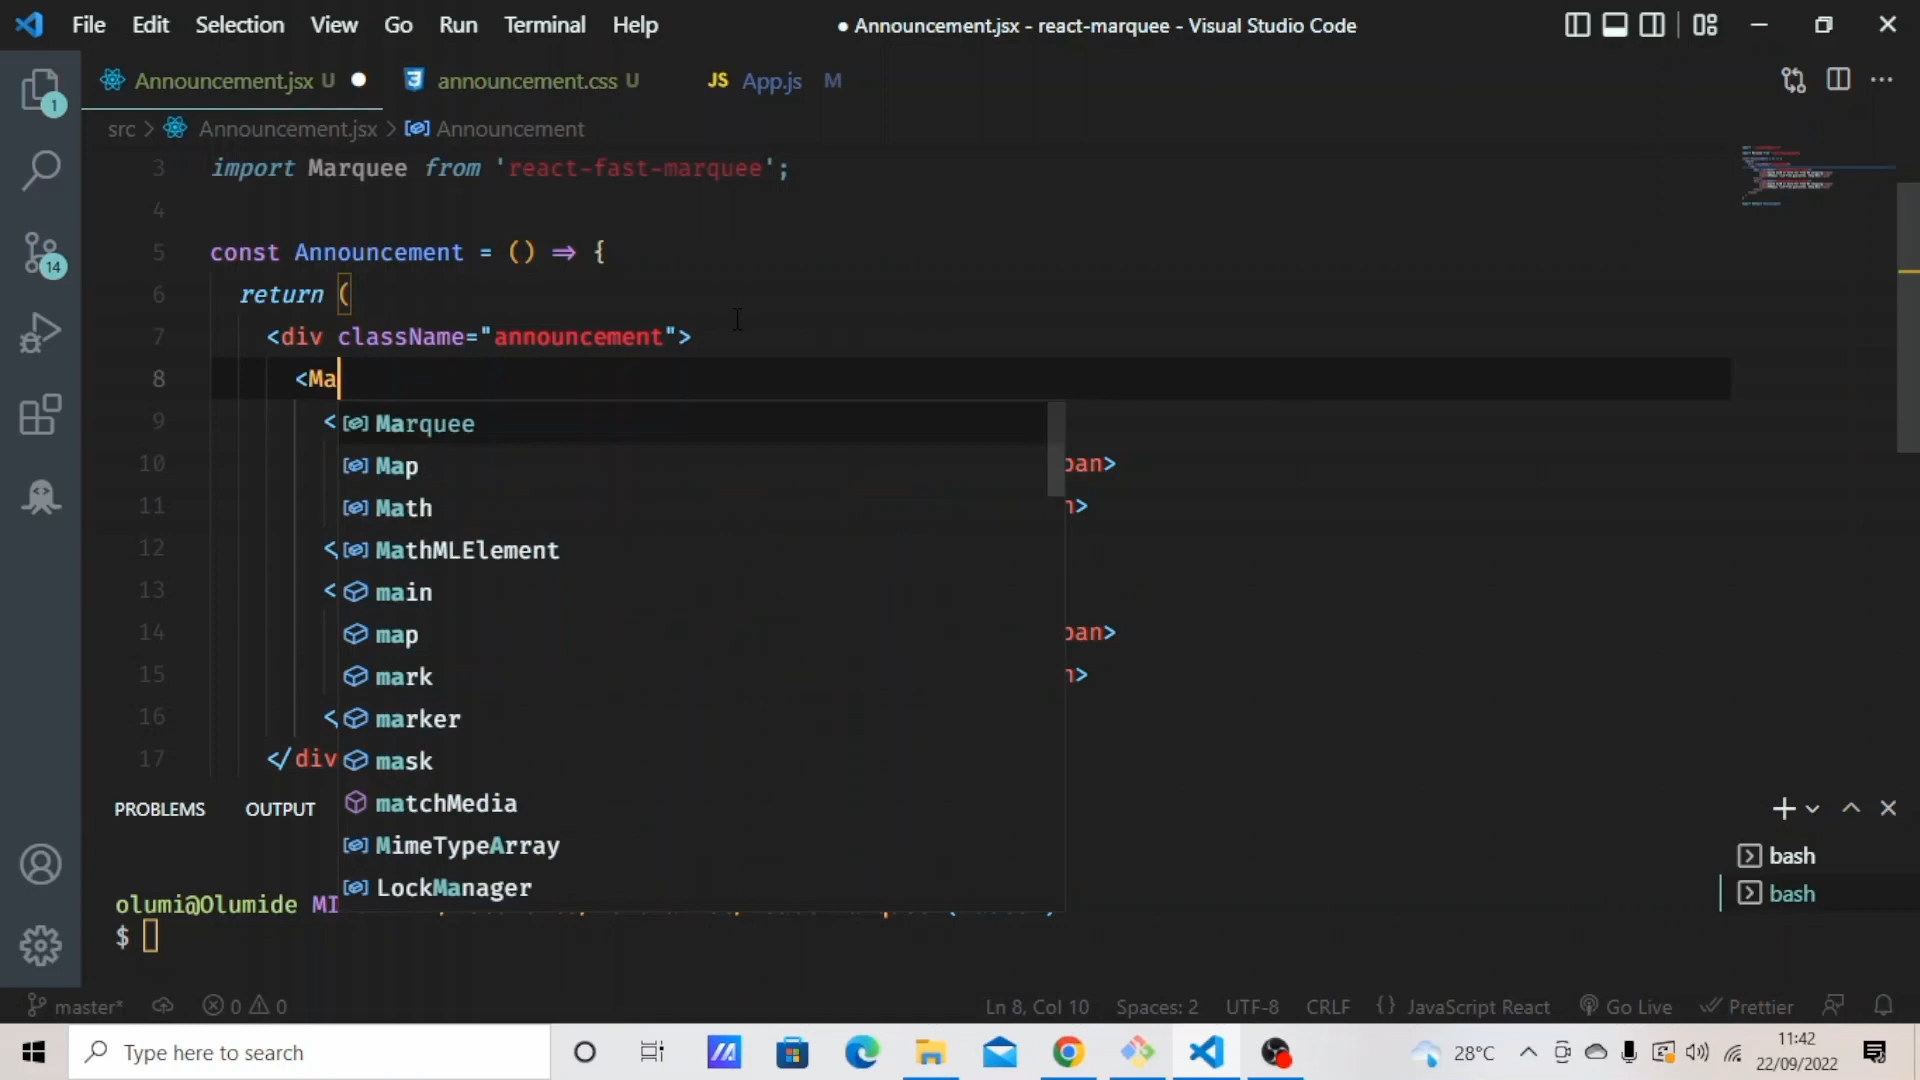 File Edit Selection View Go Run Terminal Help ● Announcement.jsx - react-marquee - Visual Studio Code
Announcement.jsx U ● announcement.css U JS App.js M
src > Announcement.jsx > Announcement
3 import Marquee from 'react-fast-marquee';
4
5 const Announcement = () ⇒ {
6 return (
7 <div className="announcement">
8 <Ma
9 < Marquee
Map
10 pan>
Math
11 n>
MathMLElement
12 <
main
13 <
map
14 pan>
mark
15 n>
marker
16 <
mask
17 </div
matchMedia
PROBLEMS OUTPUT
MimeTypeArray
bash
LockManager
bash
olumi@Olumide MI
$
master* 0 0 Ln 8, Col 10 Spaces: 2 UTF-8 CRLF {} JavaScript React Go Live Prettier
Type here to search 28°C 11:42
22/09/2022
1
14